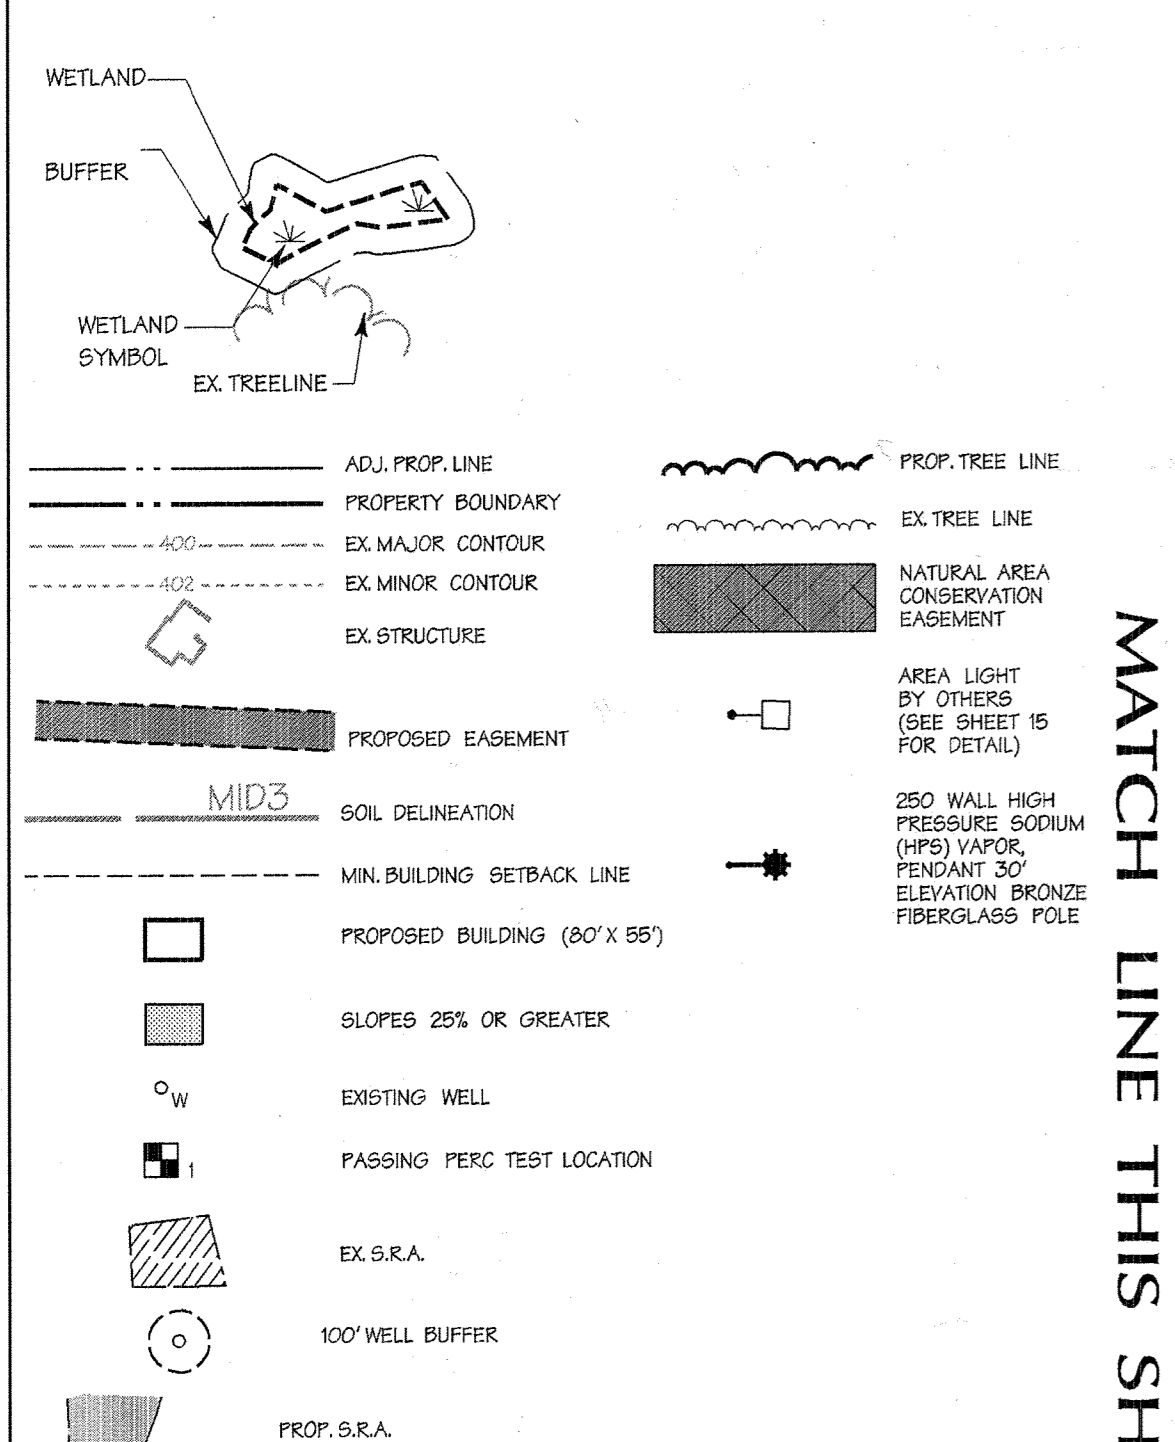 WETLAND
BUFFER
WETLAND
SYMBOL
EX. TREELINE
ADJ. PROP. LINE
PROPERTY BOUNDARY
400
EX. MAJOR CONTOUR
402
EX. MINOR CONTOUR
EX. STRUCTURE
PROPOSED EASEMENT
MID3
SOIL DELINEATION
MIN. BUILDING SETBACK LINE
PROPOSED BUILDING (80' X 55')
SLOPES 25% OR GREATER
W
EXISTING WELL
1
PASSING PERC TEST LOCATION
EX. S.R.A.
100' WELL BUFFER
PROP. S.R.A.
PROP. TREE LINE
EX. TREE LINE
NATURAL AREA
CONSERVATION
EASEMENT
AREA LIGHT
BY OTHERS
(SEE SHEET 15
FOR DETAIL)
250 WALL HIGH
PRESSURE SODIUM
(HPS) VAPOR,
PENDANT 30'
ELEVATION BRONZE
FIBERGLASS POLE
MATCH LINE THIS SH